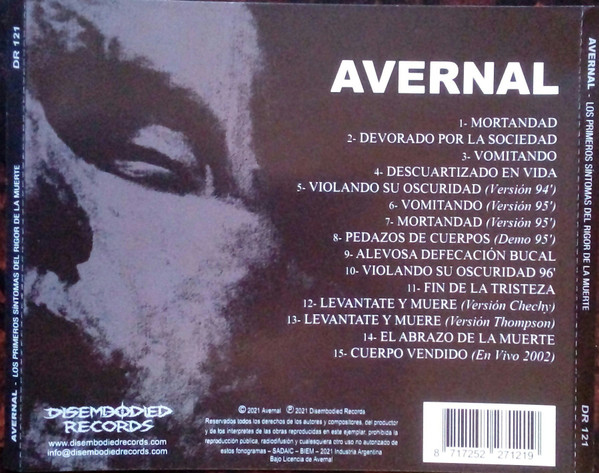 DR 121
AVERNAL - LOS PRIMEROS SÍNTOMAS DEL RIGOR DE LA MUERTE
AVERNAL
1- MORTANDAD
2- DEVORADO POR LA SOCIEDAD
3- VOMITANDO
4- DESCUARTIZADO EN VIDA
5- VIOLANDO SU OSCURIDAD (Versión 94')
6- VOMITANDO (Versión 95')
7- MORTANDAD (Versión 95')
8- PEDAZOS DE CUERPOS (Demo 95')
9- ALEVOSA DEFECACIÓN BUCAL
10- VIOLANDO SU OSCURIDAD 96'
11- FIN DE LA TRISTEZA
12- LEVANTATE Y MUERE (Versión Chechy)
13- LEVANTATE Y MUERE (Versión Thompson)
14- EL ABRAZO DE LA MUERTE
15- CUERPO VENDIDO (En Vivo 2002)
DISEMBODIED
RECORDS
www.disembodiedrecords.com
info@disembodiedrecords.com
© 2021 Avernal ℗ 2021 Disembodied Records
Reservados todos los derechos de los autores, compositores, del productor
y de los interpretes de las obras reproducidas en este ejemplar, prohibida la
reproducción pública, radiodifusión y cualesquiera otro uso no autorizado de
estos fonogramas – SADAIC – BIEM – 2021 Industria Argentina
Bajo Licencia de Avernal
8 717252 271219
AVERNAL - LOS PRIMEROS SÍNTOMAS DEL RIGOR DE LA MUERTE
DR 121